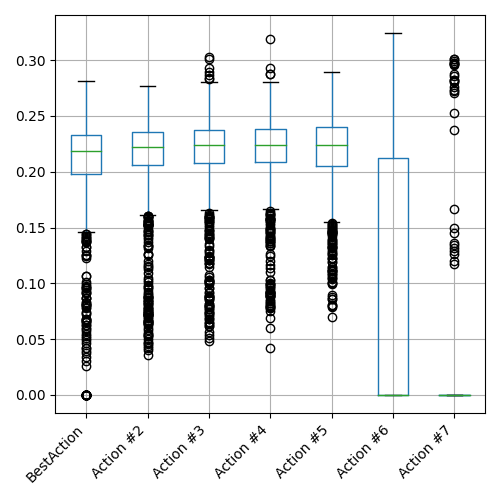 0.30
0.25
0.20
0.15
0.10
0.05
0.00
BestAction
Action #2
Action #3
Action #4
Action #5
Action #6
Action #7